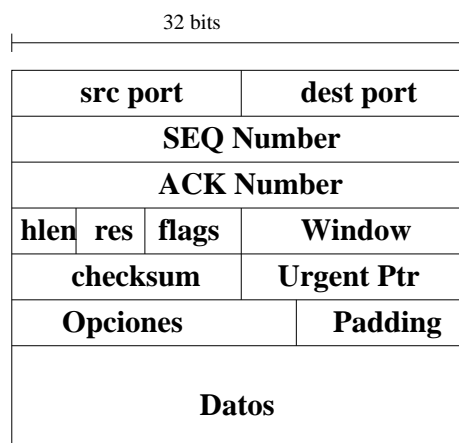 32 bits
src port dest port
SEQ Number
ACK Number
hlen res flags Window
checksum Urgent Ptr
Opciones Padding
Datos